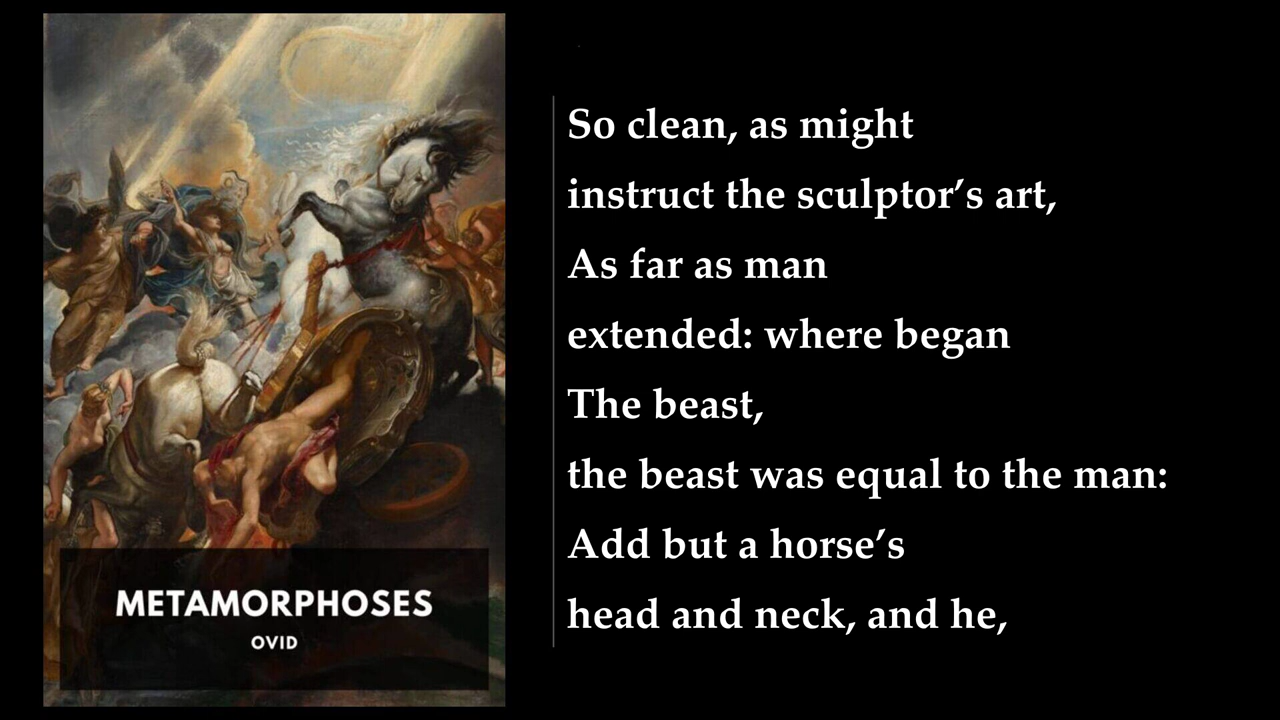 METAMORPHOSES
OVID
So clean, as might
instruct the sculptor’s art,
As far as man
extended: where began
The beast,
the beast was equal to the man:
Add but a horse’s
head and neck, and he,